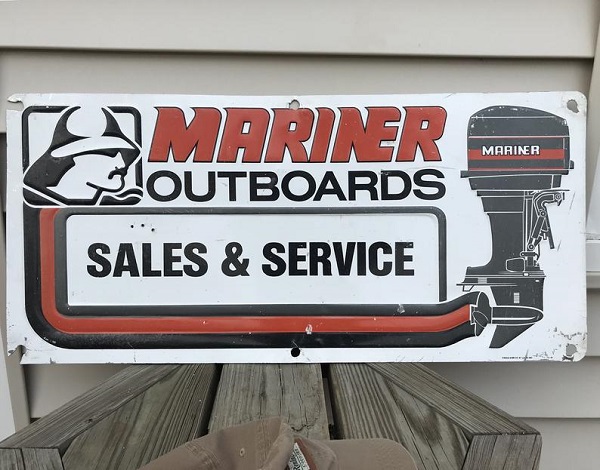 MARINER
OUTBOARDS
SALES & SERVICE
MARINER